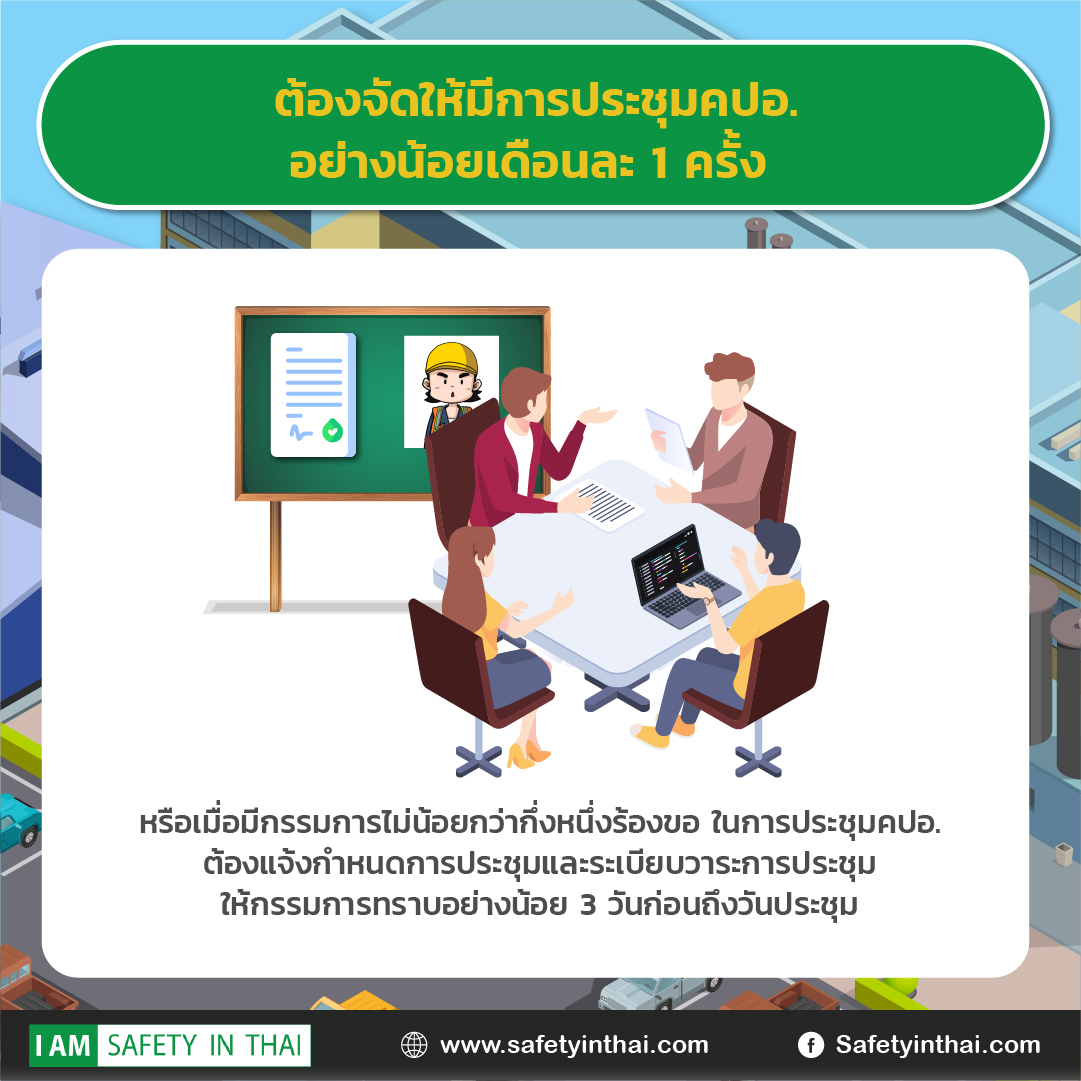 ต้องจัดให้มีการประชุมคปอ.
อย่างน้อยเดือนละ 1 ครั้ง
หรือเมื่อมีกรรมการไม่น้อยกว่ากึ่งหนึ่งร้องขอ ในการประชุมคปอ.
ต้องแจ้งกำหนดการประชุมและระเบียบวาระการประชุม
ให้กรรมการทราบอย่างน้อย 3 วันก่อนถึงวันประชุม
I AM SAFETY IN THAI
www.safetyinthai.com
Safetyinthai.com